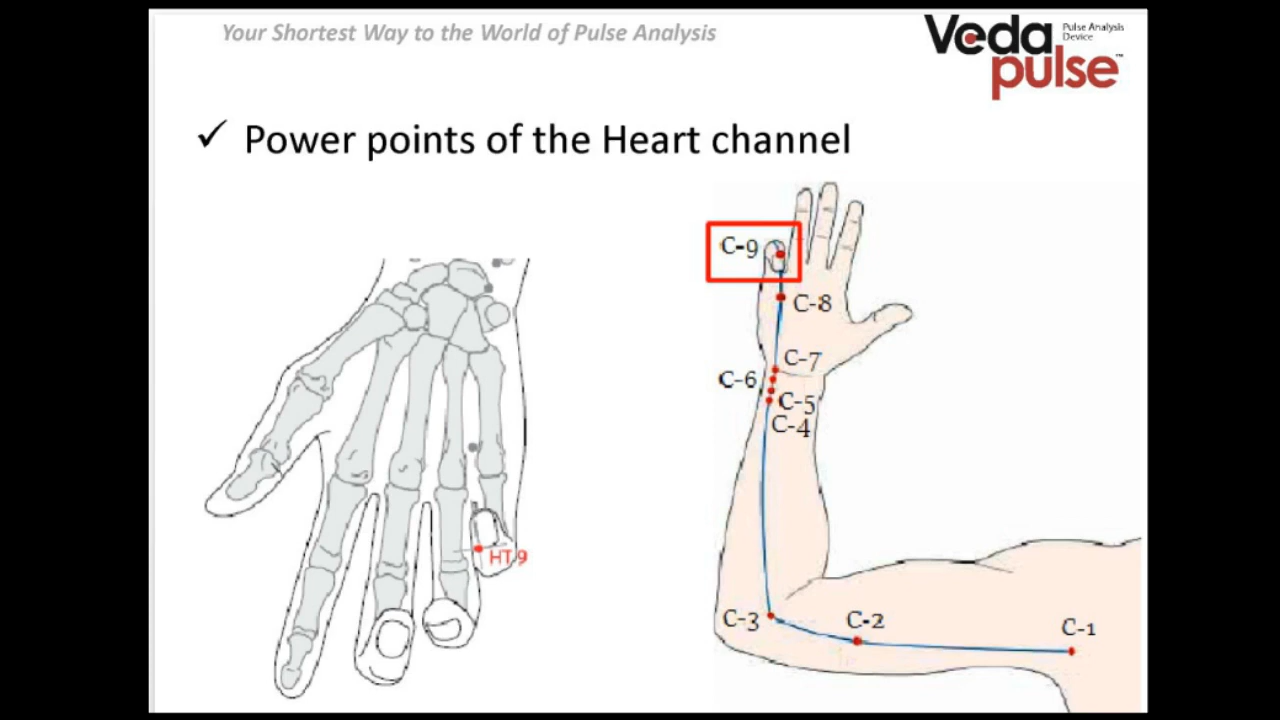 Your Shortest Way to the World of Pulse Analysis
Veda
Pulse Analysis
Device
pulse™
✓ Power points of the Heart channel
C-9
C-8
C-7
C-6
C-5
C-4
HT 9
C-3
C-2
C-1